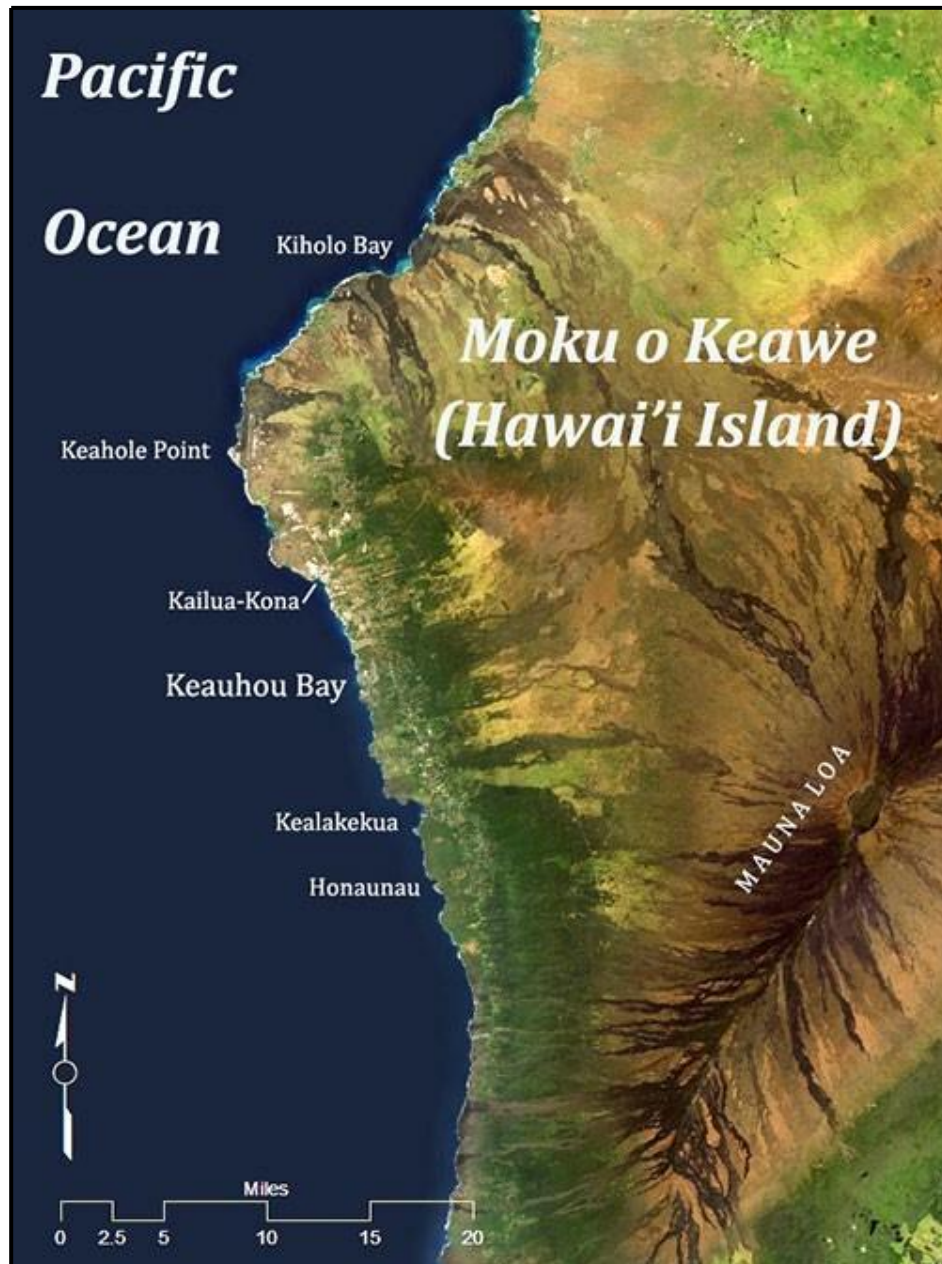 Pacific
Ocean
Kiholo Bay
Moku o Keawe
(Hawai’i Island)
Keahole Point
Kailua-Kona
Keauhou Bay
MAUNA LOA
Kealakekua
Honaunau
N
Miles
0 2.5 5 10 15 20